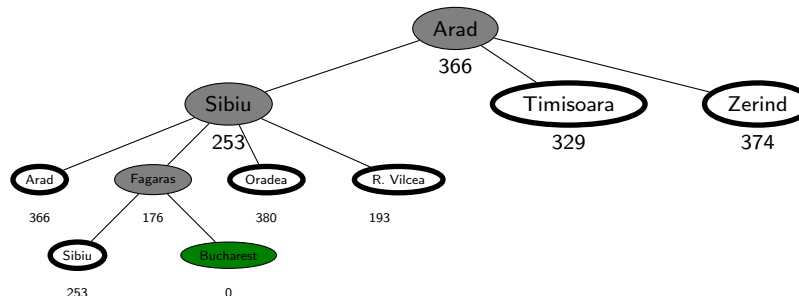 Arad
366
Sibiu Timisoara Zerind
253 329 374
Arad Fagaras Oradea R. Vilcea
366 176 380 193
Sibiu Bucharest
253 0